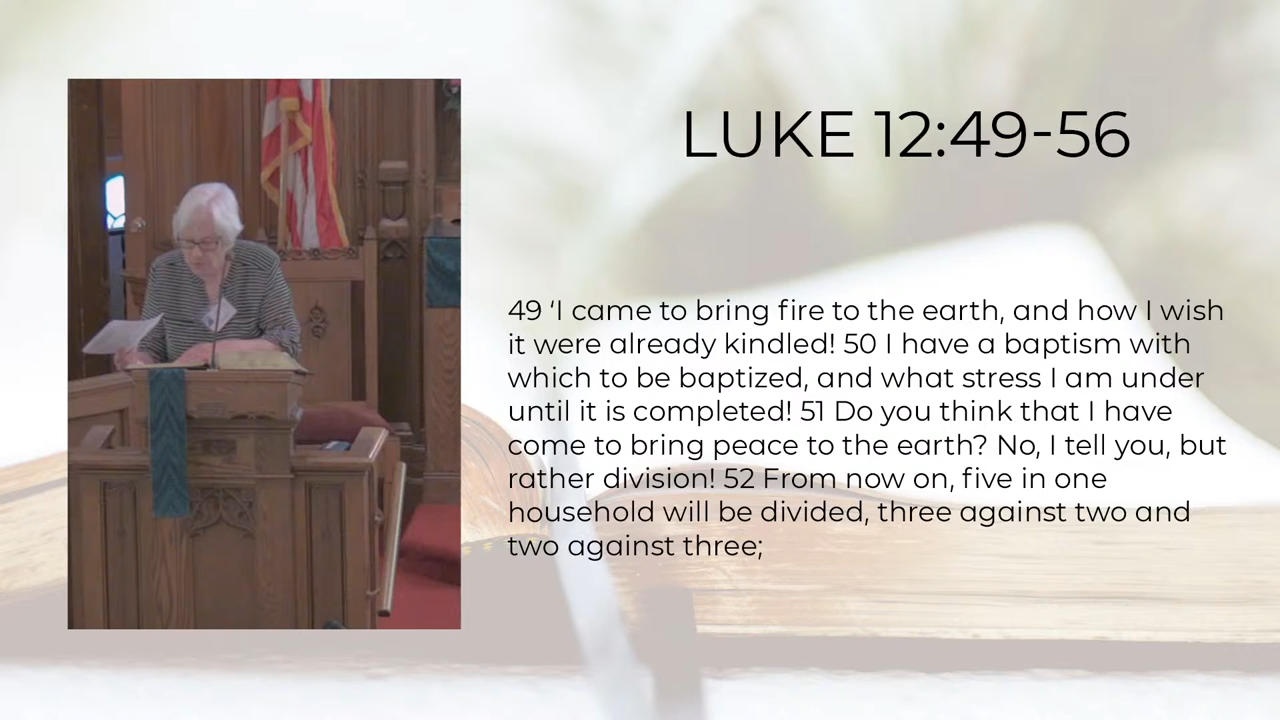 LUKE 12:49-56
49 ‘I came to bring fire to the earth, and how I wish
it were already kindled! 50 I have a baptism with
which to be baptized, and what stress I am under
until it is completed! 51 Do you think that I have
come to bring peace to the earth? No, I tell you, but
rather division! 52 From now on, five in one
household will be divided, three against two and
two against three;